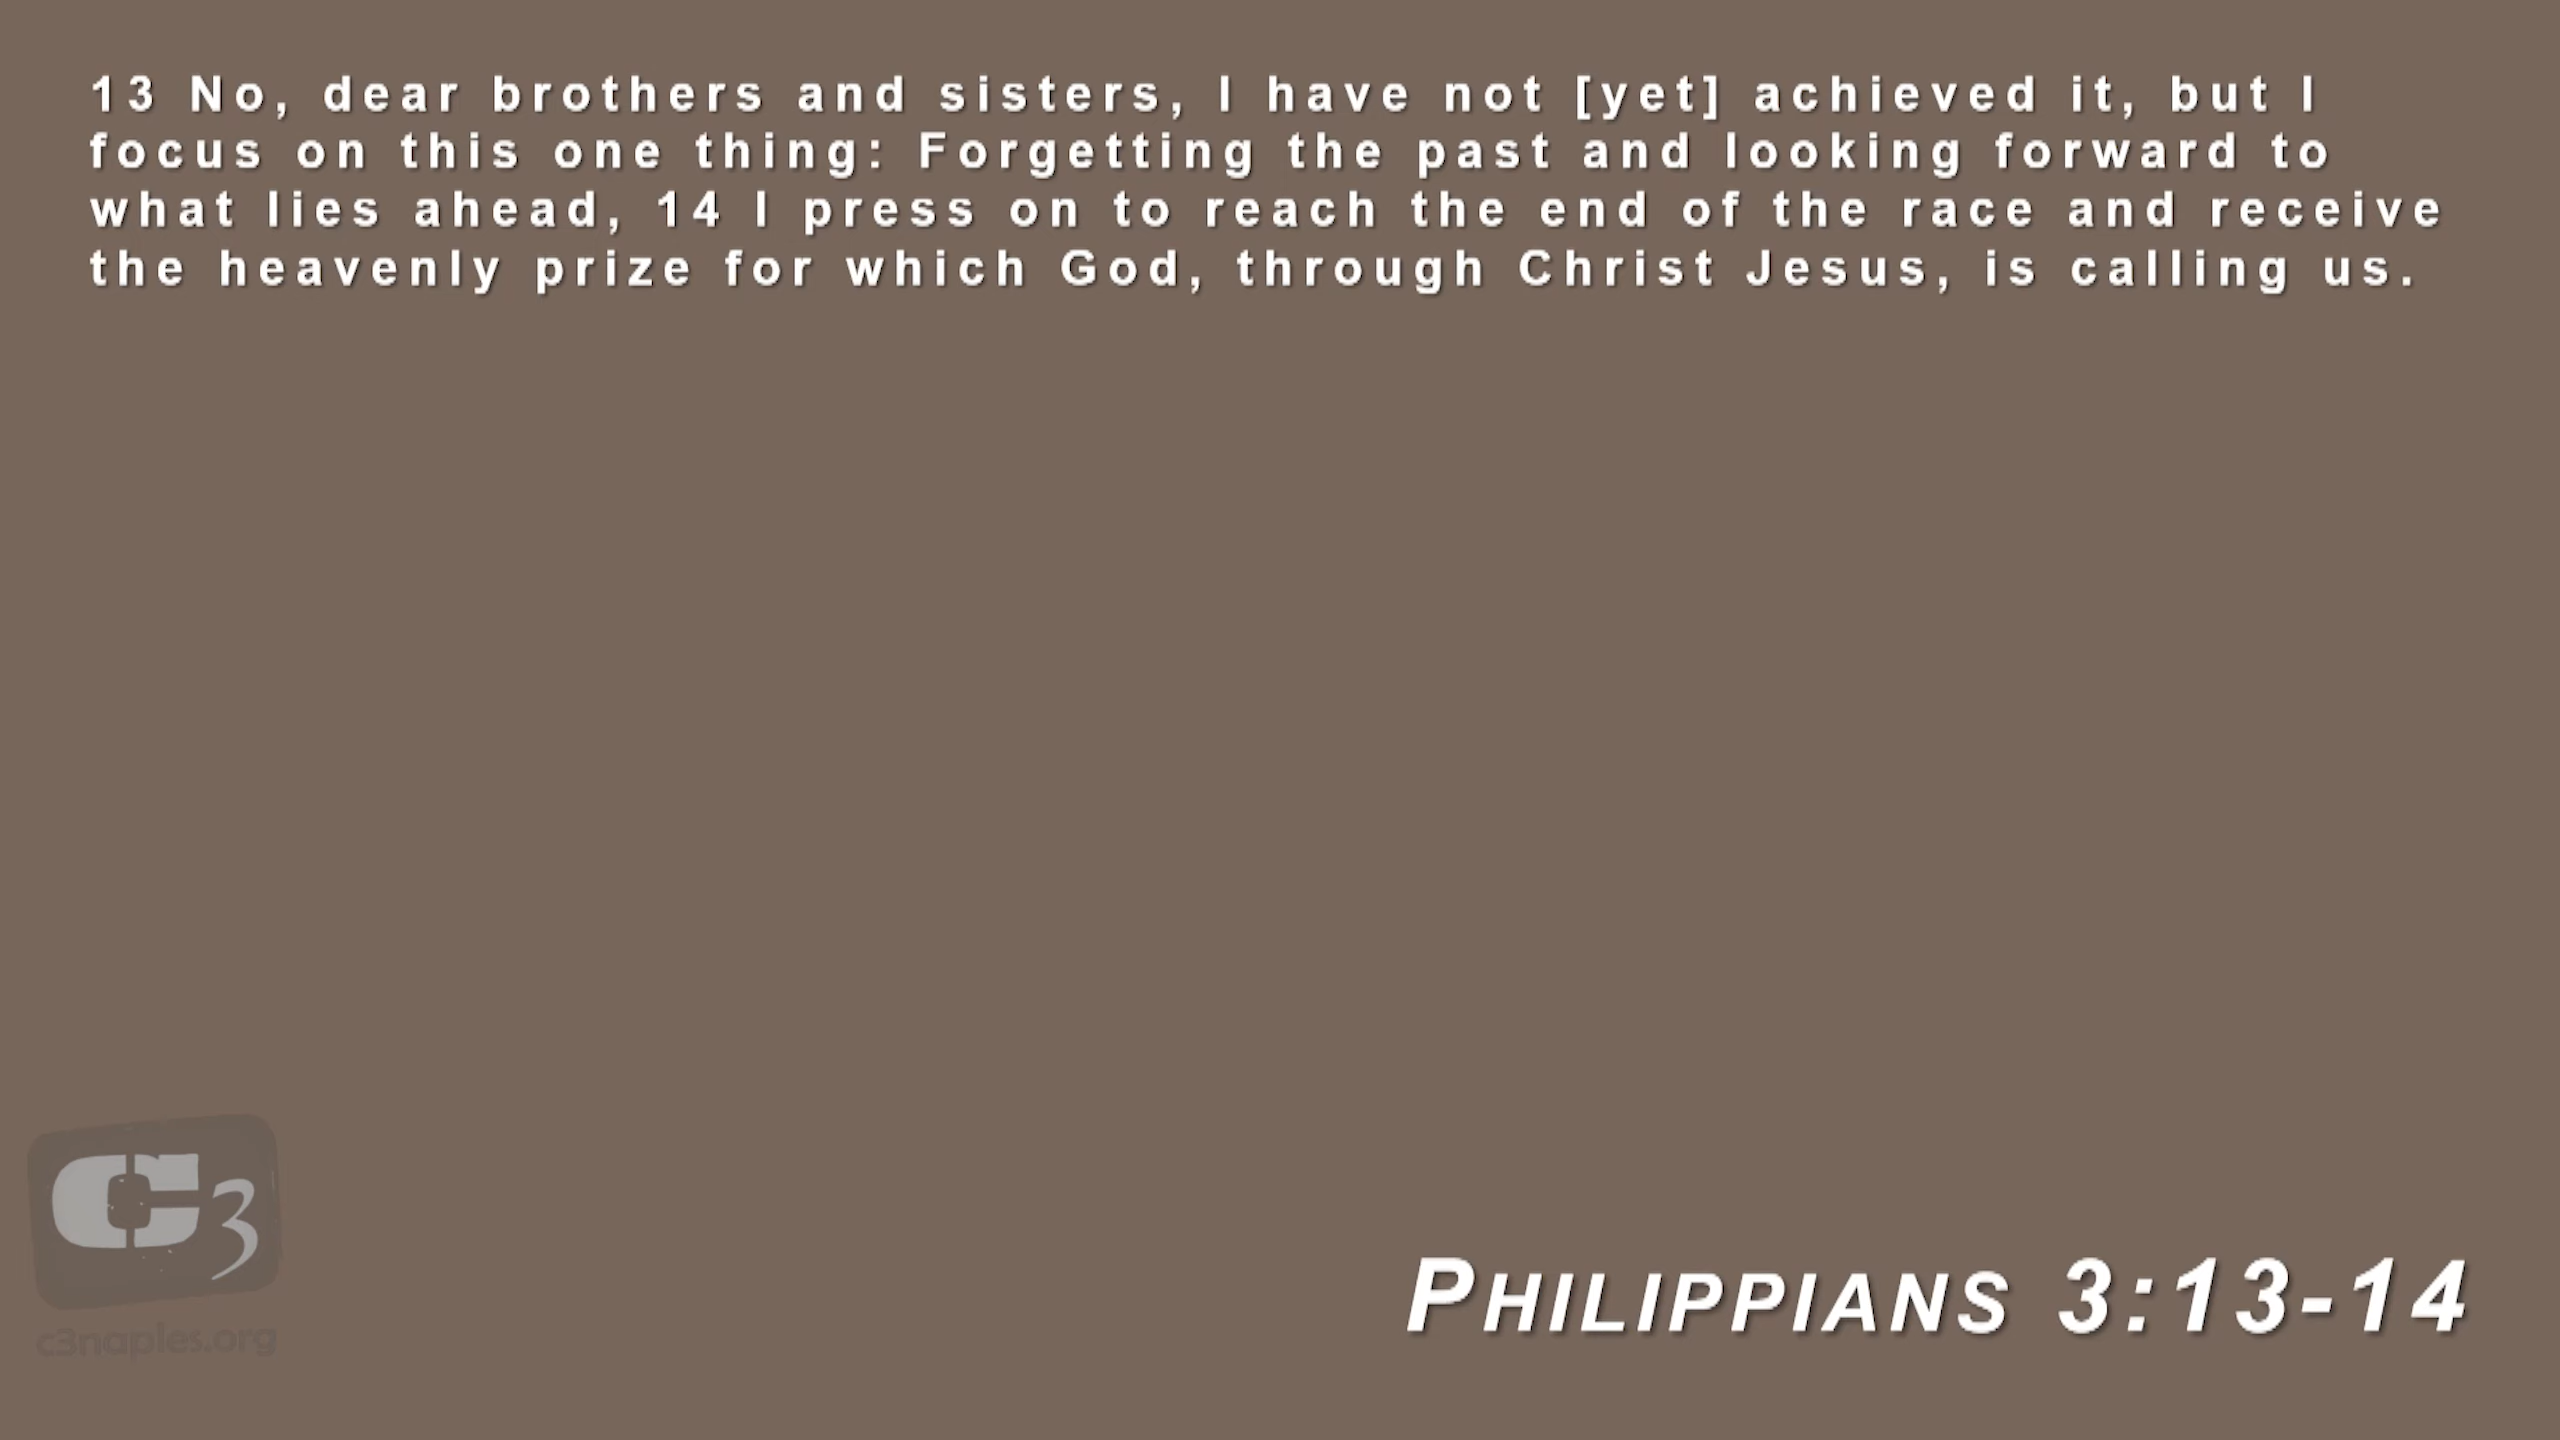 13 No, dear brothers and sisters, I have not [yet] achieved it, but I
focus on this one thing: Forgetting the past and looking forward to
what lies ahead, 14 I press on to reach the end of the race and receive
the heavenly prize for which God, through Christ Jesus, is calling us.
C3
c3naples.org
PHILIPPIANS 3:13-14